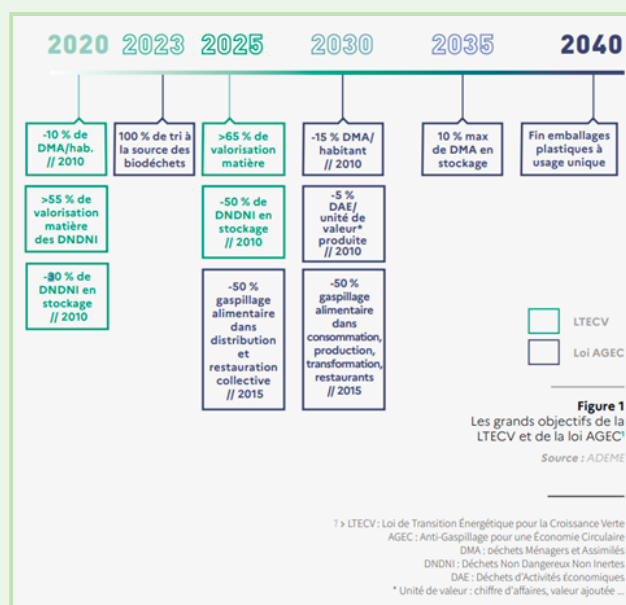 2020 2023 2025 2030 2035 2040
-10 % de
DMA/hab.
// 2010
>55 % de
valorisation
matière
des DNDNI
-30 % de
DNDNI en
stockage
// 2010
100 % de tri à
la source des
biodéchets
>65 % de
valorisation
matière
-50 % de
DNDNI en
stockage
// 2010
-50 %
gaspillage
alimentaire
dans
distribution
et
restauration
collective
// 2015
-15 % DMA/
habitant
// 2010
-5 %
DAE/
unité de
valeur*
produite
// 2010
-50 %
gaspillage
alimentaire
dans
consommation,
production,
transformation,
restaurants
// 2015
10 % max
de DMA en
stockage
Fin emballages
plastiques à
usage unique
LTECV
Loi AGEC
Figure 1
Les grands objectifs de la
LTECV et de la loi AGEC¹
Source : ADEME
1 > LTECV : Loi de Transition Énergétique pour la Croissance Verte
AGEC : Anti-Gaspillage pour une Économie Circulaire
DMA : Déchets Ménagers et Assimilés
DNDNI : Déchets Non Dangereux Non Inertes
DAE : Déchets d'Activités Économiques
* Unité de valeur : chiffre d'affaires, valeur ajoutée ...